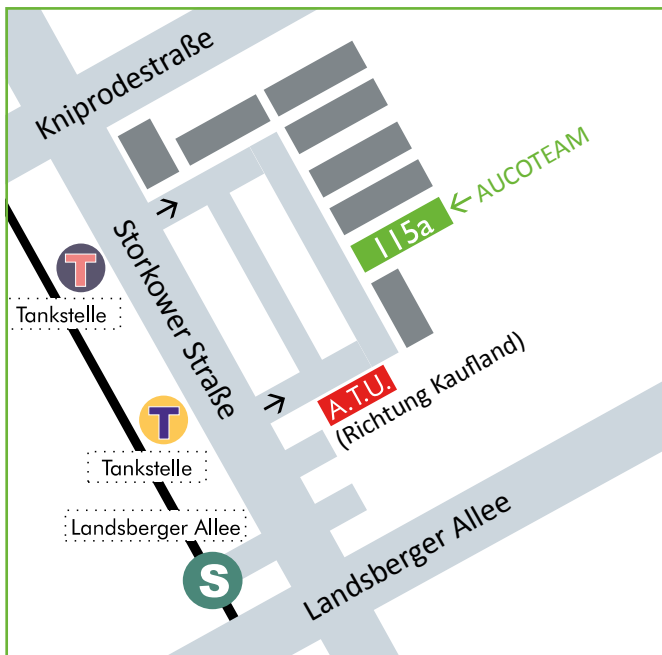 Kniprodestraße
AUCOTEAM
115a
T
Tankstelle
Storkower Straße
A.T.U.
(Richtung Kaufland)
T
Tankstelle
Landsberger Allee
S
Landsberger Allee